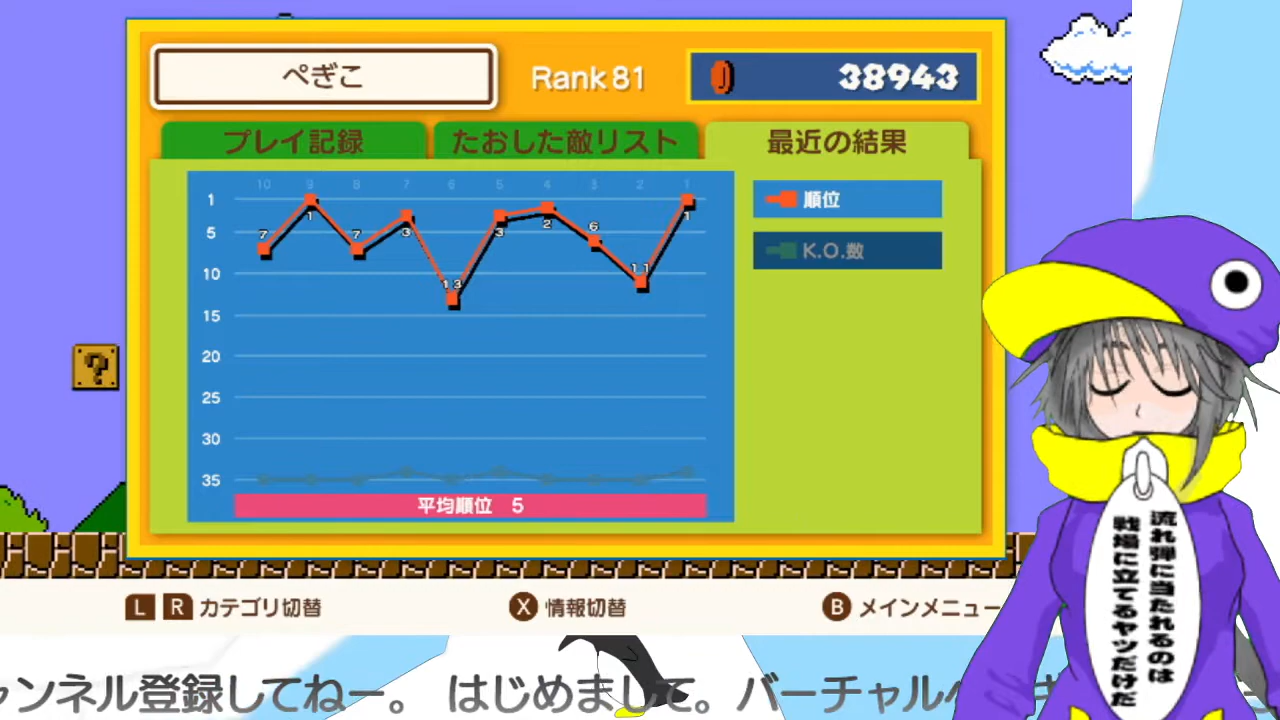 ぺぎこ
Rank 81
38943
プレイ記録
たおした敵リスト
最近の結果
10 9 8 7 6 5 4 3 2 1
1
5
10
15
20
25
30
35
7 1 7 3 13 3 2 6 11 1
順位
K.O.数
平均順位 5
?
L R カテゴリ切替
X 情報切替
B メインメニュー
流れ弾に当たれるのは
戦場に立てるヤツだけだ
ャンネル登録してねー。 はじめまして。バーチャルペ